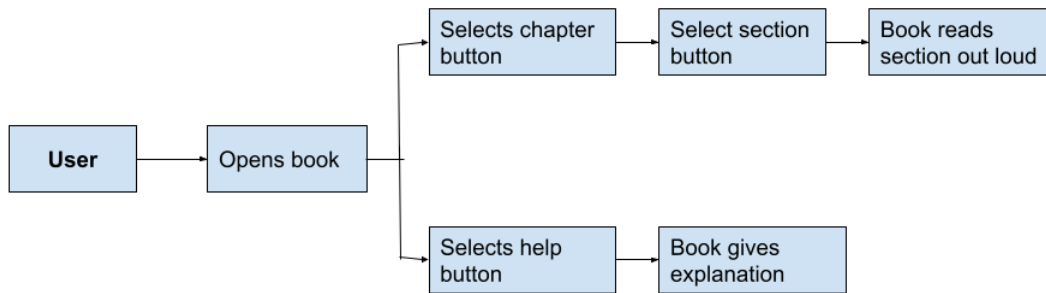 Selects chapter
button
Select section
button
Book reads
section out loud
User
Opens book
Selects help
button
Book gives
explanation